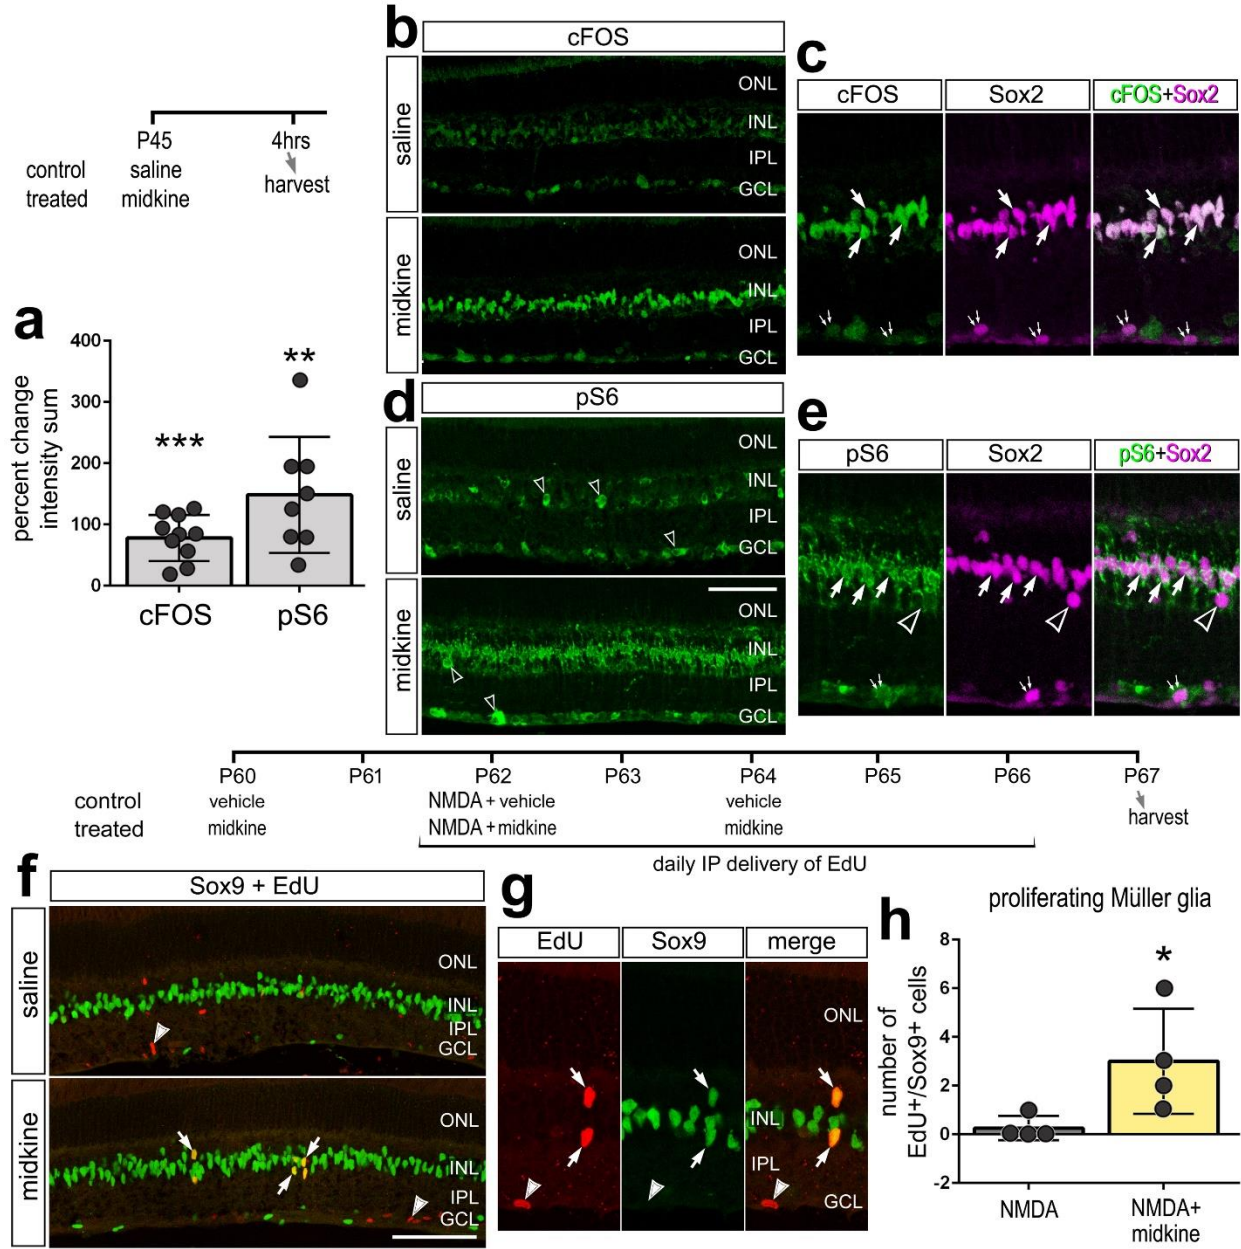 b
cFOS
saline
ONL
INL
IPL
GCL
midkine
ONL
INL
IPL
GCL
c
cFOS
Sox2
cFOS+Sox2
P45
4hrs
control
saline
harvest
treated
midkine
a
percent change
intensity sum
400
300
200
100
0
***
**
cFOS
pS6
d
pS6
saline
ONL
INL
IPL
GCL
midkine
ONL
INL
IPL
GCL
e
pS6
Sox2
pS6+Sox2
P60
P61
P62
P63
P64
P65
P66
P67
control
vehicle
NMDA + vehicle
vehicle
harvest
treated
midkine
NMDA + midkine
midkine
daily IP delivery of EdU
f
Sox9 + EdU
saline
ONL
INL
IPL
GCL
midkine
ONL
INL
IPL
GCL
g
EdU
Sox9
merge
ONL
INL
IPL
GCL
h
proliferating Müller glia
number of
EdU+/Sox9+ cells
8
6
4
2
0
-2
*
NMDA
NMDA+
midkine